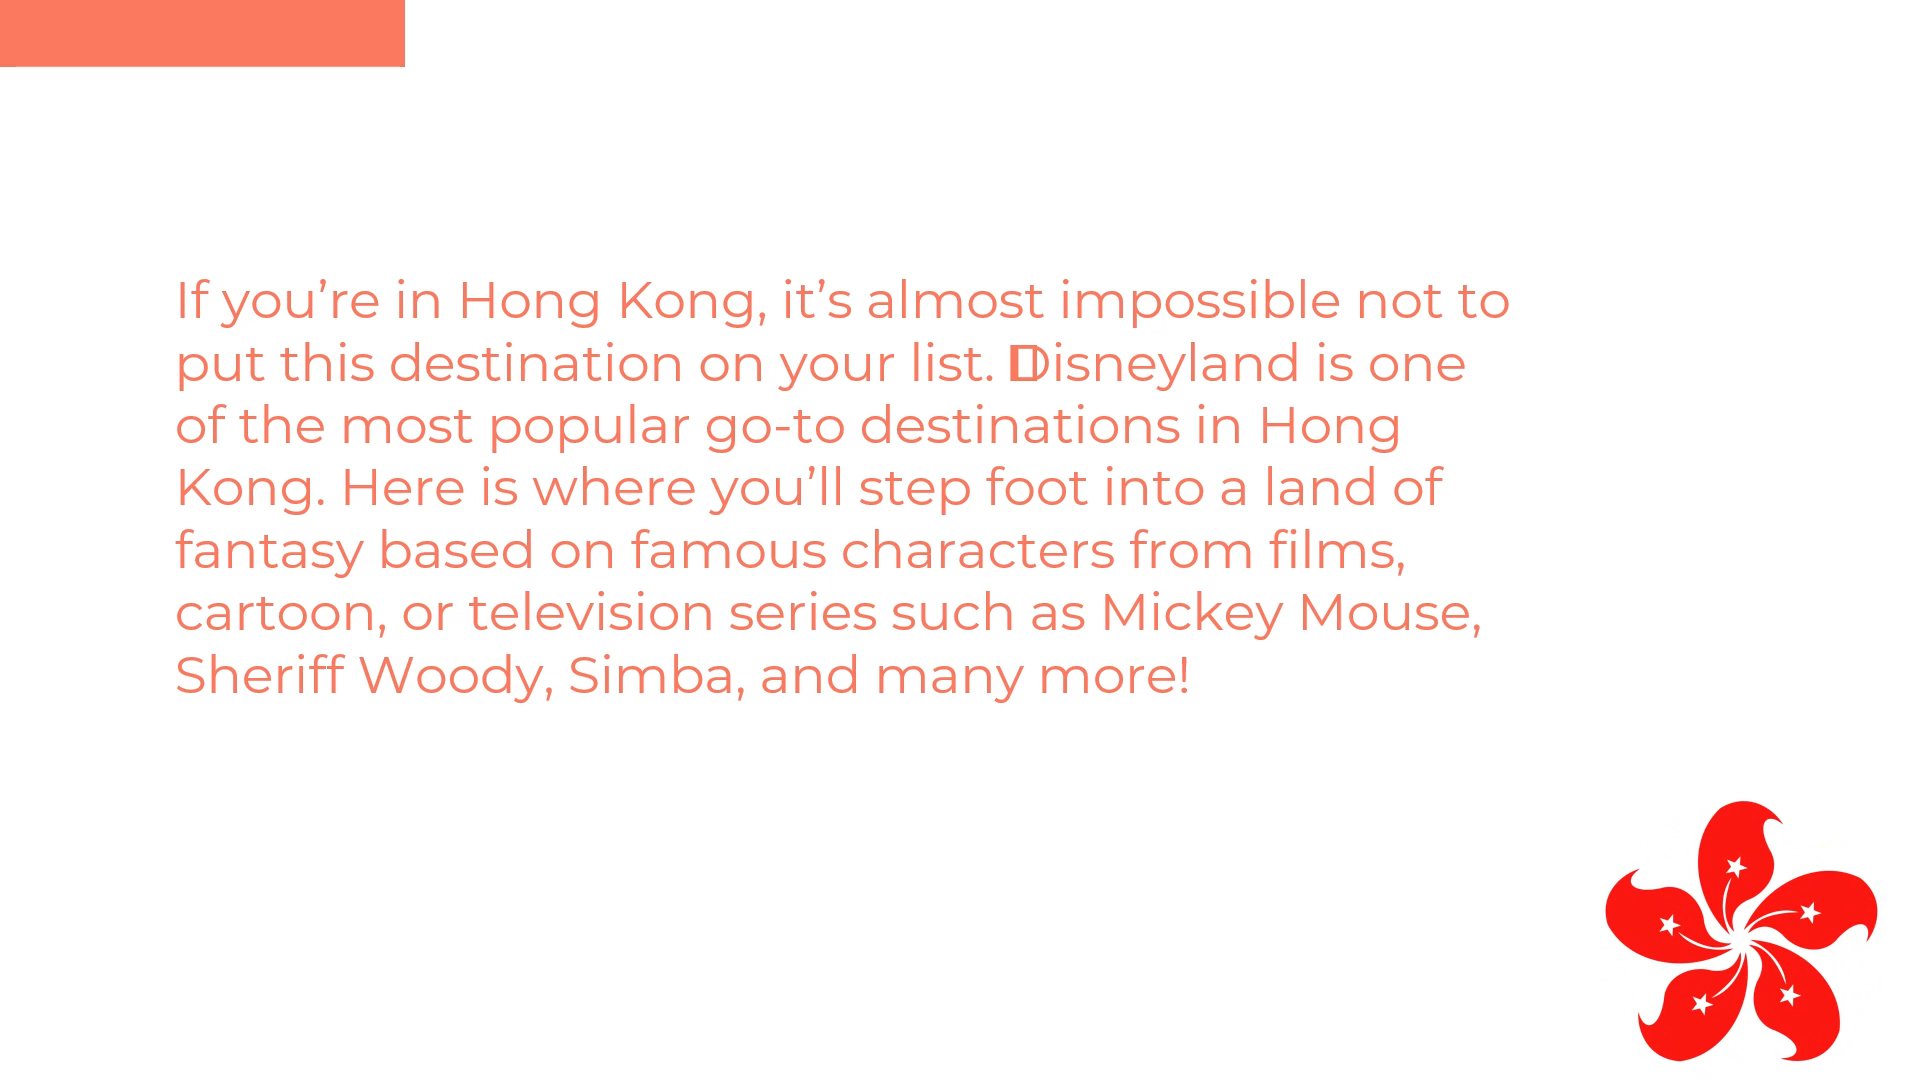 If you’re in Hong Kong, it’s almost impossible not to
put this destination on your list. Disneyland is one
of the most popular go-to destinations in Hong
Kong. Here is where you’ll step foot into a land of
fantasy based on famous characters from films,
cartoon, or television series such as Mickey Mouse,
Sheriff Woody, Simba, and many more!